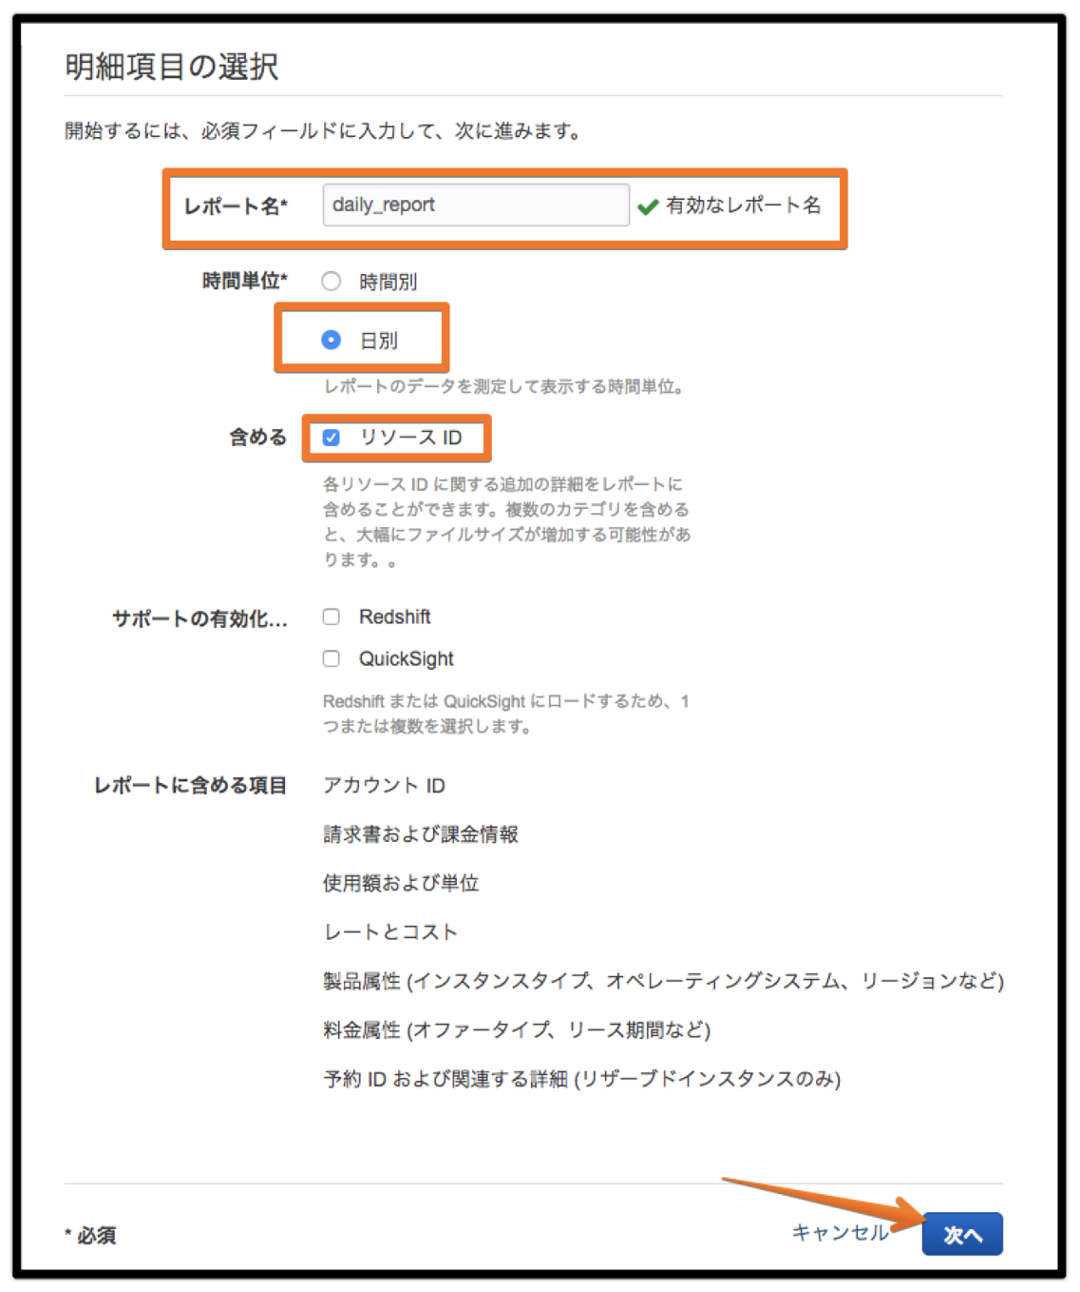 明細項目の選択
開始するには、必須フィールドに入力して、次に進みます。
レポート名* daily_report 有効なレポート名
時間単位* 時間別
日別
レポートのデータを測定して表示する時間単位。
含める リソース ID
各リソース ID に関する追加の詳細をレポートに
含めることができます。複数のカテゴリを含める
と、大幅にファイルサイズが増加する可能性があ
ります。。
サポートの有効化... Redshift
QuickSight
Redshift または QuickSight にロードするため、1
つまたは複数を選択します。
レポートに含める項目 アカウント ID
請求書および課金情報
使用額および単位
レートとコスト
製品属性 (インスタンスタイプ、オペレーティングシステム、リージョンなど)
料金属性 (オファータイプ、リース期間など)
予約 ID および関連する詳細 (リザーブドインスタンスのみ)
* 必須 キャンセル 次へ